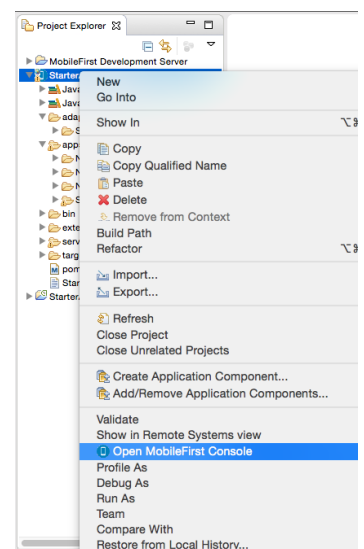 Project Explorer
MobileFirst Development Server
Starter
New
Java
Go Into
Java
adap
Show In
S
apps
Copy
N
Copy Qualified Name
N
Paste
N
Delete
S
Remove from Context
bin
Build Path
exte
Refactor
serv
targ
Import...
pom
Star
Export...
Starter
Refresh
Close Project
Close Unrelated Projects
Create Application Component...
Add/Remove Application Components...
Validate
Show in Remote Systems view
Open MobileFirst Console
Profile As
Debug As
Run As
Team
Compare With
Restore from Local History...